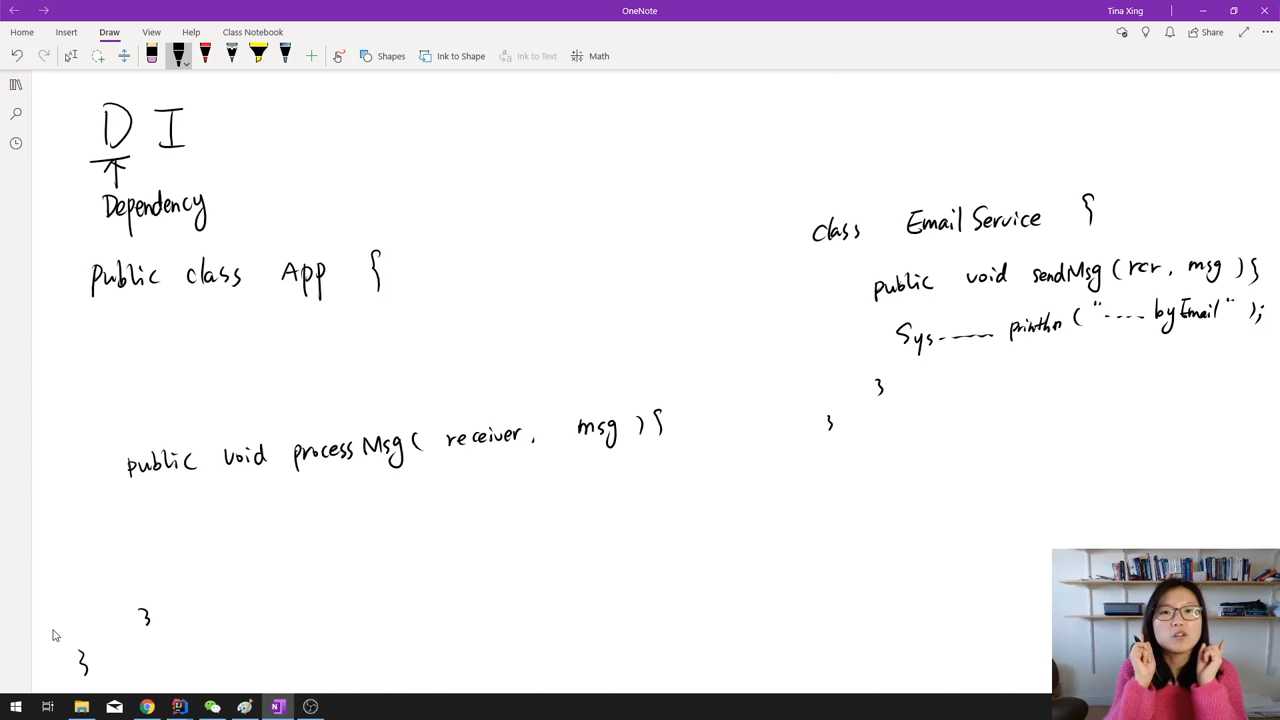 OneNote
Tina Xing
Home Insert Draw View Help Class Notebook
Share
Shapes Ink to Shape Ink to Text Math
D I
Dependency
public class App {
public void processMsg( receiver, msg ){
}
}
class EmailService {
public void sendMsg ( rcr, msg ){
Sys------ println ( "---- by Email" );
}
}